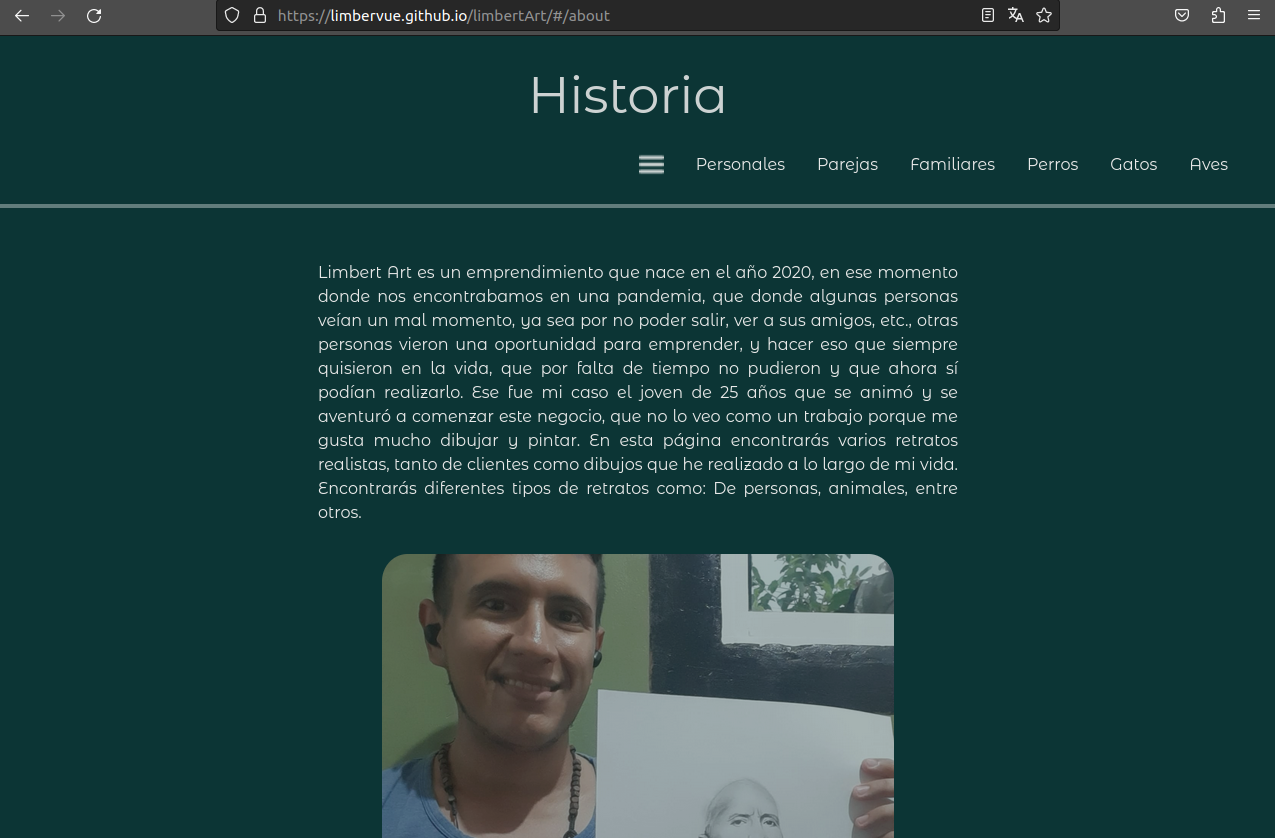 https://limbervue.github.io/limbertArt/#/about
Historia
Personales Parejas Familiares Perros Gatos Aves
Limbert Art es un emprendimiento que nace en el año 2020, en ese momento
donde nos encontrabamos en una pandemia, que donde algunas personas
veían un mal momento, ya sea por no poder salir, ver a sus amigos, etc., otras
personas vieron una oportunidad para emprender, y hacer eso que siempre
quisieron en la vida, que por falta de tiempo no pudieron y que ahora sí
podían realizarlo. Ese fue mi caso el joven de 25 años que se animó y se
aventuró a comenzar este negocio, que no lo veo como un trabajo porque me
gusta mucho dibujar y pintar. En esta página encontrarás varios retratos
realistas, tanto de clientes como dibujos que he realizado a lo largo de mi vida.
Encontrarás diferentes tipos de retratos como: De personas, animales, entre
otros.